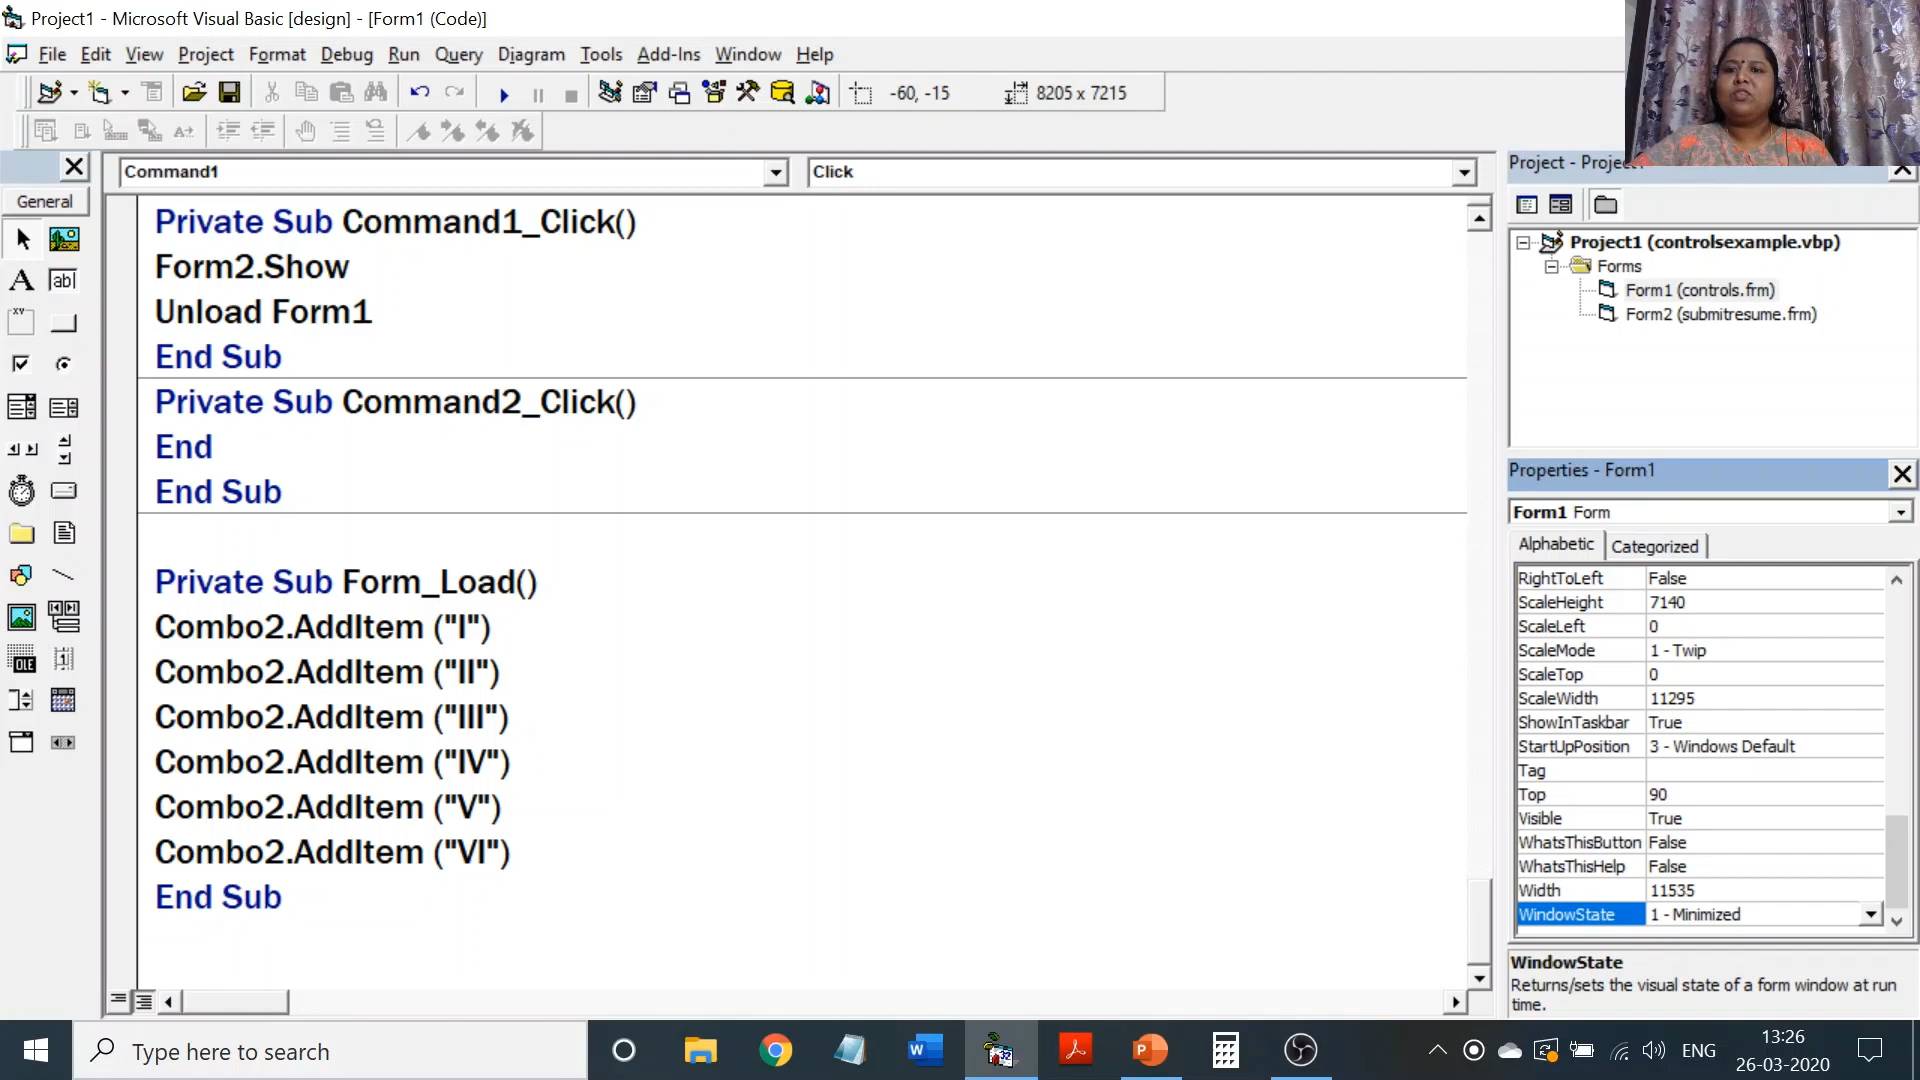 Project1 - Microsoft Visual Basic [design] - [Form1 (Code)]
File Edit View Project Format Debug Run Query Diagram Tools Add-Ins Window Help
-60, -15 8205 x 7215
General
Command1 Click
Private Sub Command1_Click()
Form2.Show
Unload Form1
End Sub
Private Sub Command2_Click()
End
End Sub
Private Sub Form_Load()
Combo2.AddItem ("I")
Combo2.AddItem ("II")
Combo2.AddItem ("III")
Combo2.AddItem ("IV")
Combo2.AddItem ("V")
Combo2.AddItem ("VI")
End Sub
Project - Project1
Project1 (controlsexample.vbp)
Forms
Form1 (controls.frm)
Form2 (submitresume.frm)
Properties - Form1
Form1 Form
Alphabetic Categorized
RightToLeft False
ScaleHeight 7140
ScaleLeft 0
ScaleMode 1 - Twip
ScaleTop 0
ScaleWidth 11295
ShowInTaskbar True
StartUpPosition 3 - Windows Default
Tag
Top 90
Visible True
WhatsThisButton False
WhatsThisHelp False
Width 11535
WindowState 1 - Minimized
WindowState
Returns/sets the visual state of a form window at run
time.
Type here to search
ENG
13:26
26-03-2020